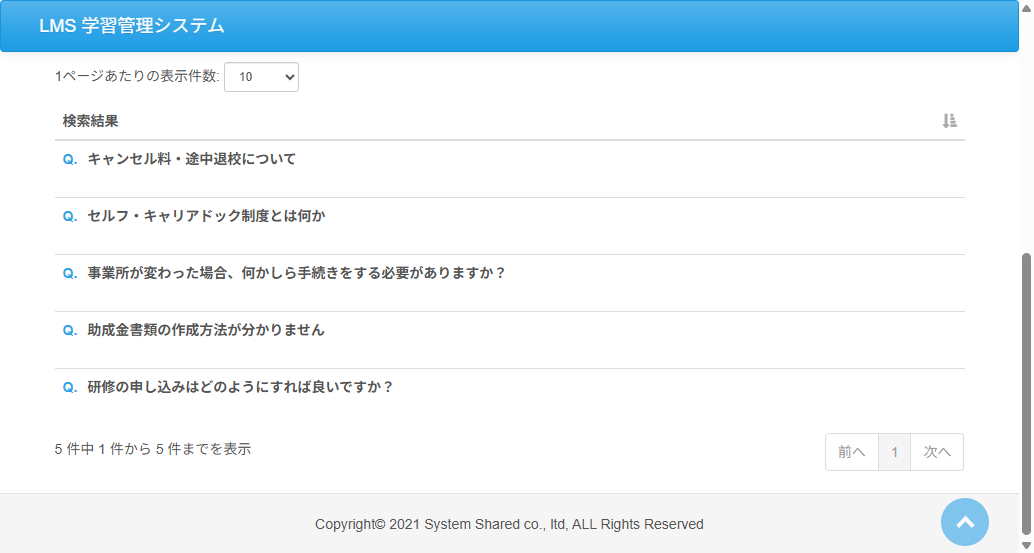 LMS 学習管理システム
1ページあたりの表示件数: 10
検索結果
Q. キャンセル料・途中退校について
Q. セルフ・キャリアドック制度とは何か
Q. 事業所が変わった場合、何かしら手続きをする必要がありますか？
Q. 助成金書類の作成方法が分かりません
Q. 研修の申し込みはどのようにすれば良いですか？
5 件中 1 件から 5 件までを表示
前へ 1 次へ
Copyright© 2021 System Shared co., ltd, ALL Rights Reserved